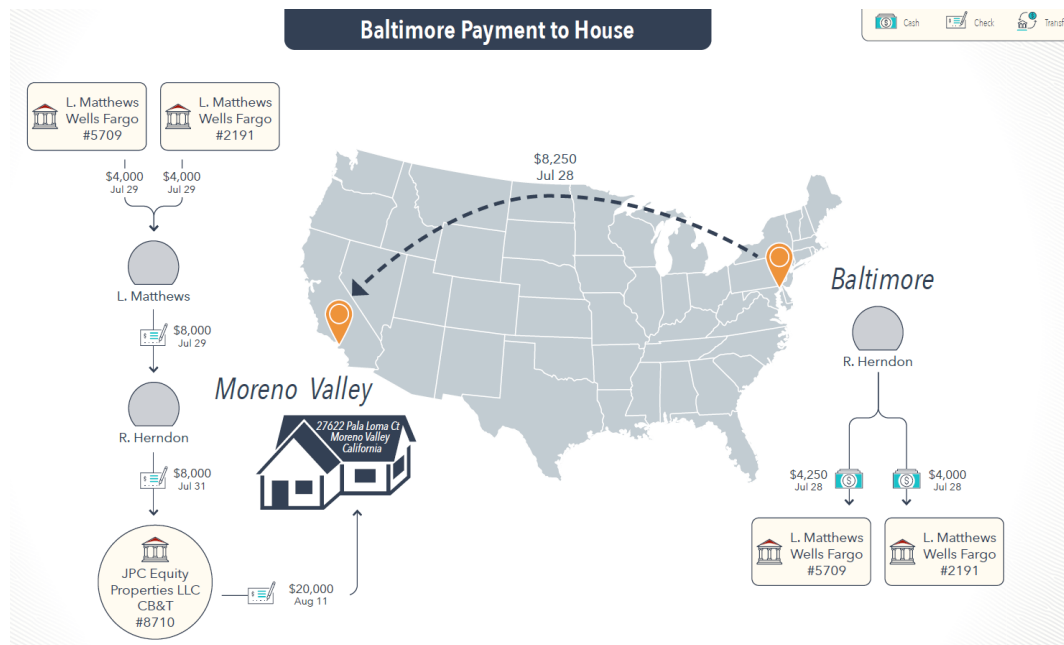 Baltimore Payment to House
Cash
Check
L. Matthews
Wells Fargo
#5709
L. Matthews
Wells Fargo
#2191
$4,000
Jul 29
$4,000
Jul 29
L. Matthews
$8,000
Jul 29
R. Herndon
$8,000
Jul 31
JPC Equity
Properties LLC
CB&T
#8710
$20,000
Aug 11
Moreno Valley
27622 Pala Loma Ct
Moreno Valley
California
$8,250
Jul 28
Baltimore
R. Herndon
$4,250
Jul 28
$4,000
Jul 28
L. Matthews
Wells Fargo
#5709
L. Matthews
Wells Fargo
#2191